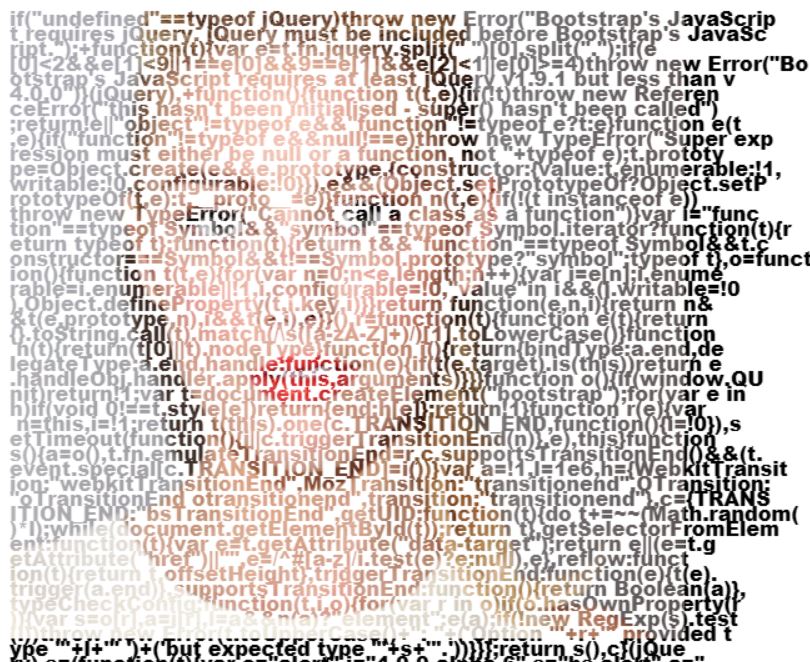 if("undefined"==typeof jQuery)throw new Error("Bootstrap's JavaScrip
t requires jQuery. jQuery must be included before Bootstrap's JavaSc
ript.");+function(t){var e=t.fn.jquery.split(" ")[0].split(".");if(e
[0]<2&&e[1]<9||1==e[0]&&9==e[1]&&e[2]<1||e[0]>=4)throw new Error("Bo
otstrap's JavaScript requires at least jQuery v1.9.1 but less than v
4.0.0")}(jQuery),+function(){function t(t,e){if(!t)throw new Referen
ceError("this hasn't been initialised - super() hasn't been called")
;return!e||"object"!=typeof e&&"function"!=typeof e?t:e}function e(t
,e){if("function"!=typeof e&&null!==e)throw new TypeError("Super exp
ression must either be null or a function, not "+typeof e);t.prototy
pe=Object.create(e&&e.prototype,{constructor:{value:t,enumerable:!1,
writable:!0,configurable:!0}}),e&&(Object.setPrototypeOf?Object.setP
rototypeOf(t,e):t.__proto__=e)}function n(t,e){if(!(t instanceof e))
throw new TypeError("Cannot call a class as a function")}var i="func
tion"==typeof Symbol&&"symbol"==typeof Symbol.iterator?function(t){r
eturn typeof t}:function(t){return t&&"function"==typeof Symbol&&t.c
onstructor===Symbol&&t!==Symbol.prototype?"symbol":typeof t},o=funct
ion(){function t(t,e){for(var n=0;n<e.length;n++){var i=e[n];i.enume
rable=i.enumerable||!1,i.configurable=!0,"value"in i&&(i.writable=!0
),Object.defineProperty(t,i.key,i)}}return function(e,n,i){return n&
&t(e.prototype,n),i&&t(e,i),e}}(),r=function(t){function e(t){return
{}.toString.call(t).match(/\s([a-zA-Z]+)/)[1].toLowerCase()}function
n(t){return(t[0]||t).nodeType}function i(){return{bindType:a.end,de
legateType:a.end,handle:function(e){if(t(e.target).is(this))return e
.handleObj.handler.apply(this,arguments)}}}function o(){if(window.QU
nit)return!1;var t=document.createElement("bootstrap");for(var e in
h)if(void 0!==t.style[e])return{end:h[e]};return!1}function r(e){var
n=this,i=!1;return t(this).one(c.TRANSITION_END,function(){i=!0}),s
etTimeout(function(){i||c.triggerTransitionEnd(n)},e),this}function
s(){a=o(),t.fn.emulateTransitionEnd=r,c.supportsTransitionEnd()&&(t.
event.special[c.TRANSITION_END]=i())}var a=!1,l=1e6,h={WebkitTransit
ion:"webkitTransitionEnd",MozTransition:"transitionend",OTransition:
"oTransitionEnd otransitionend",transition:"transitionend"},c={TRANS
ITION_END:"bsTransitionEnd",getUID:function(t){do t+=~~(Math.random(
)*l);while(document.getElementById(t));return t},getSelectorFromElem
ent:function(t){var e=t.getAttribute("data-target");return e||(e=t.g
etAttribute("href")||"",e=/^#[a-z]/i.test(e)?e:null),e},reflow:funct
ion(t){return t.offsetHeight},triggerTransitionEnd:function(e){t(e).
trigger(a.end)},supportsTransitionEnd:function(){return Boolean(a)},
typeCheckConfig:function(t,i,o){for(var r in o)if(o.hasOwnProperty(r
)){var s=o[r],a=i[r],l=a&&n(a)?"element":e(a);if(!new RegExp(s).test
provided t
ype "'+l+'" ')+('but expected type "'+s+'".'))}}};return s(),c}(jQue